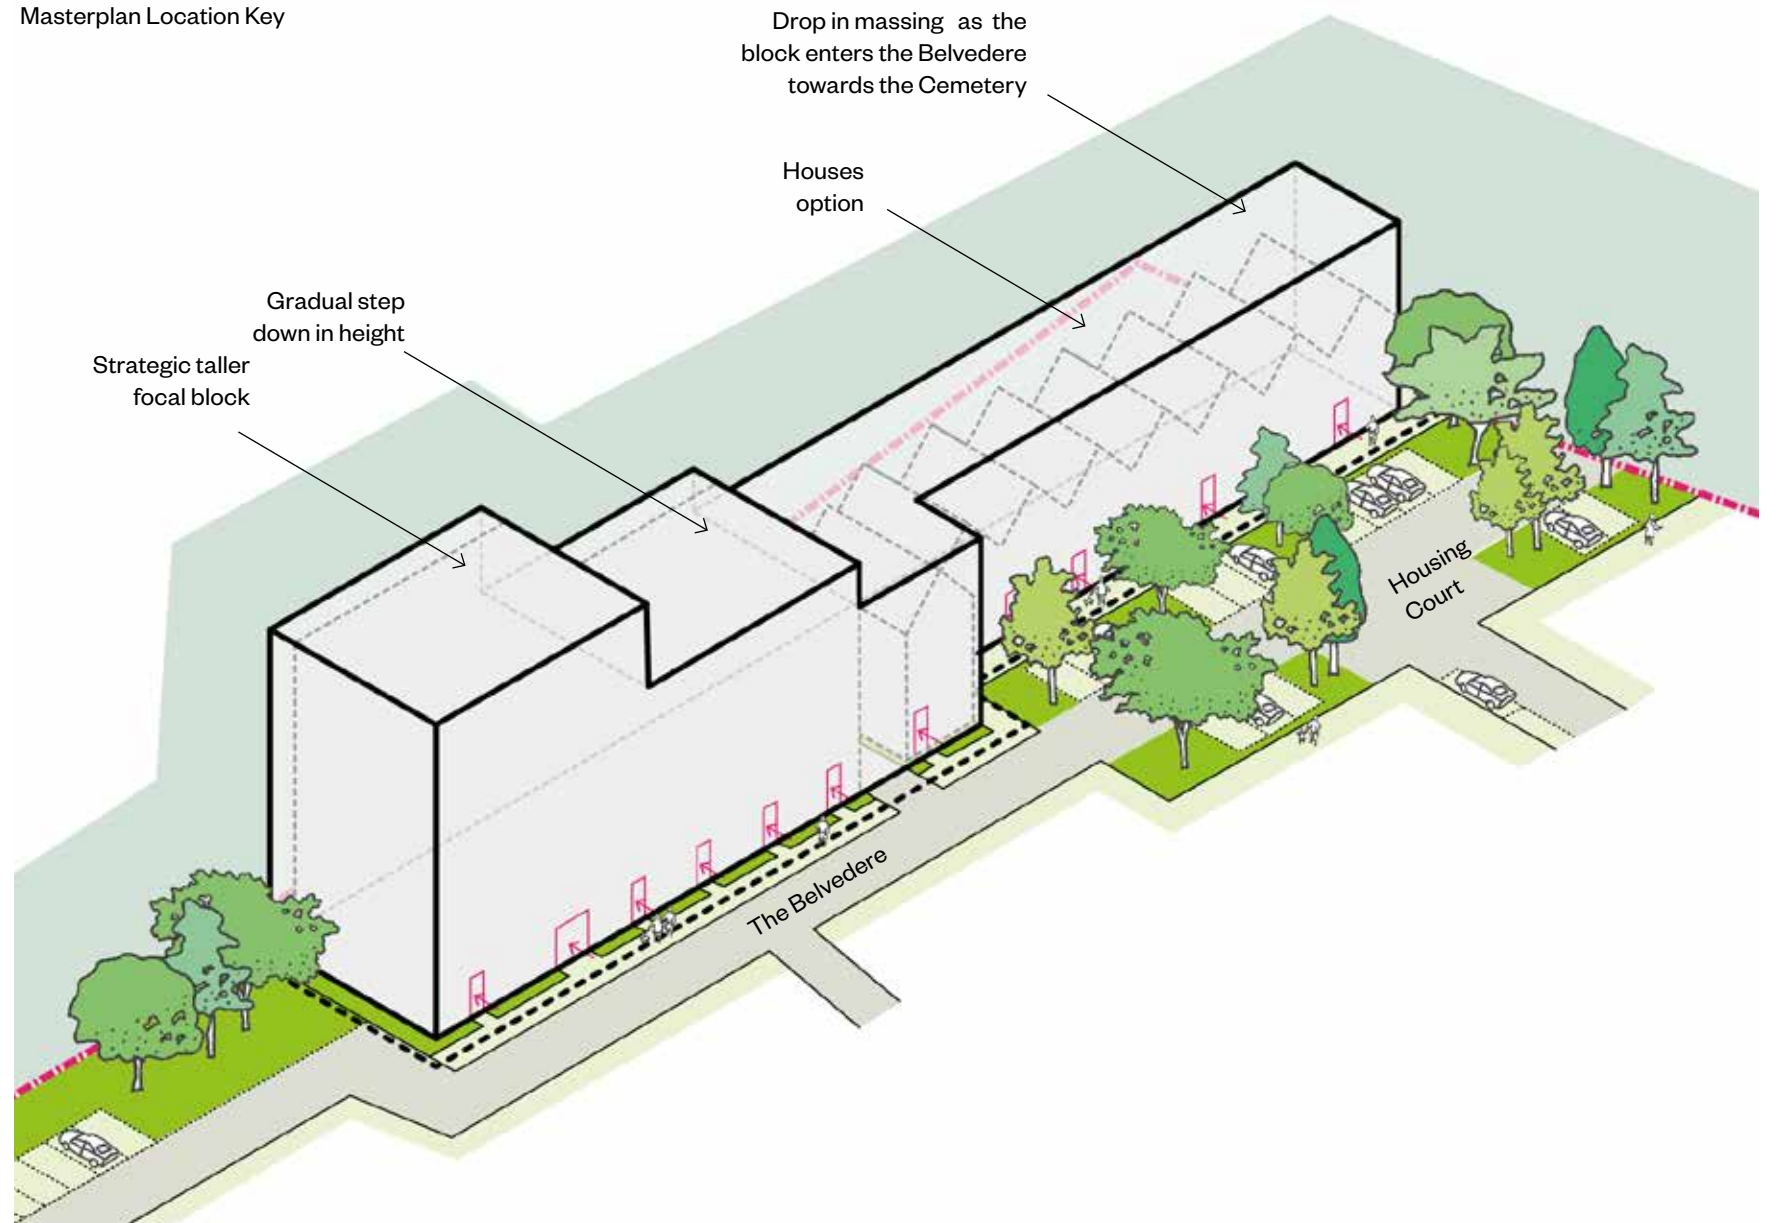 Masterplan Location Key
Drop in massing as the
block enters the Belvedere
towards the Cemetery
Houses
option
Gradual step
down in height
Strategic taller
focal block
Housing
Court
The Belvedere